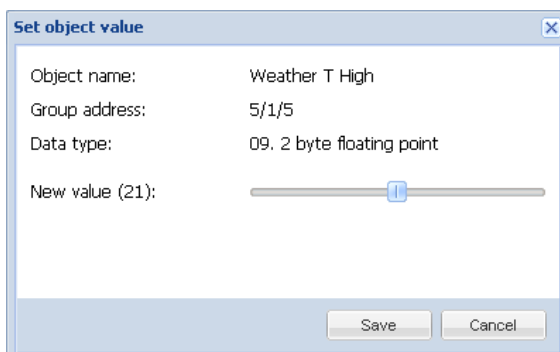 Set object value
Object name: Weather T High
Group address: 5/1/5
Data type: 09. 2 byte floating point
New value (21):
Save Cancel